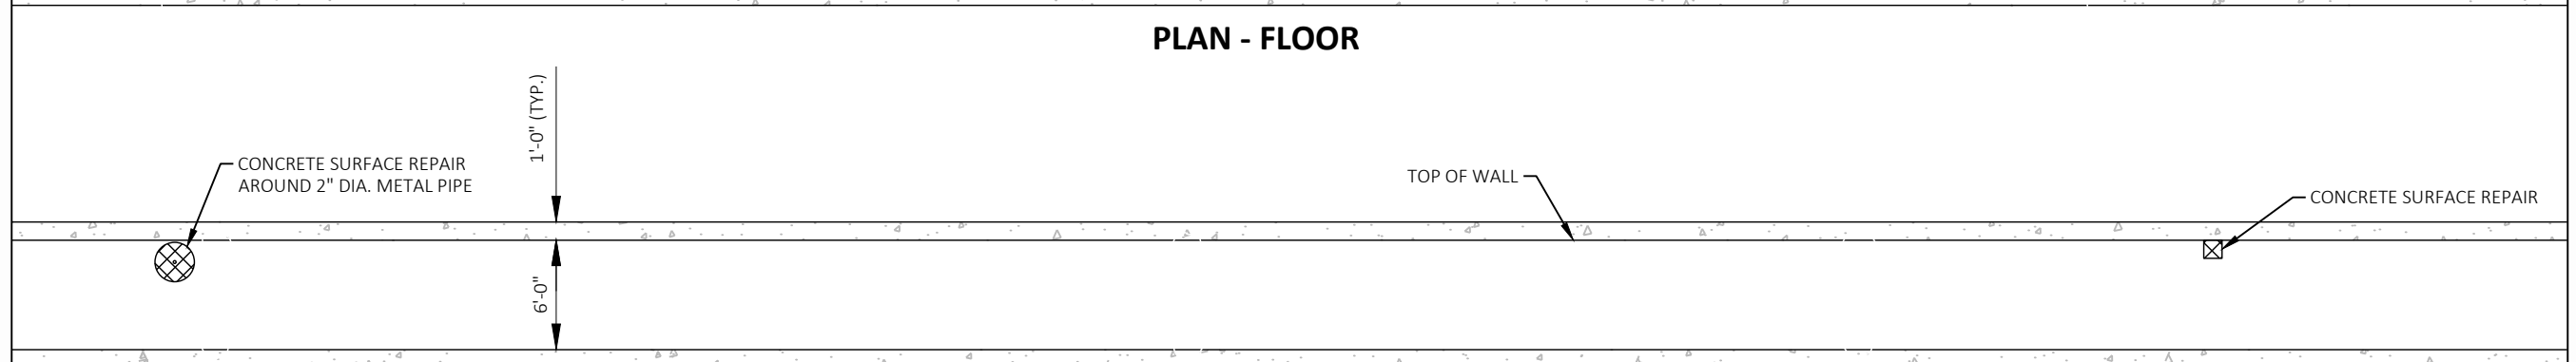 PLAN - FLOOR
1'-0" (TYP.)
CONCRETE SURFACE REPAIR
AROUND 2" DIA. METAL PIPE
TOP OF WALL
CONCRETE SURFACE REPAIR
6'-0"